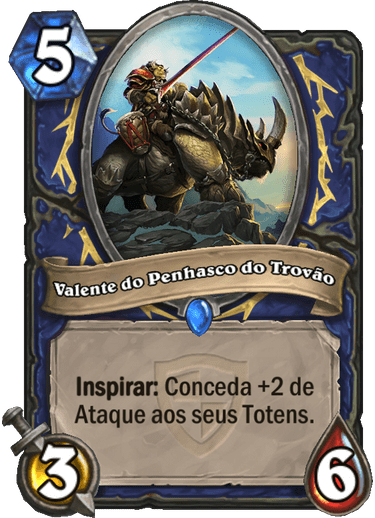 5
Valente do Penhasco do Trovão
Inspirar: Conceda +2 de
Ataque aos seus Totens.
3
6